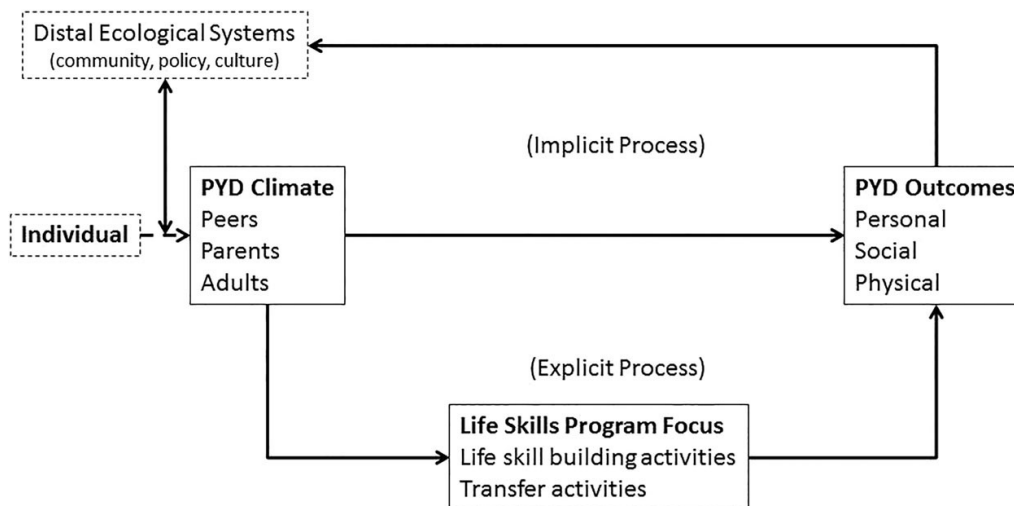 Distal Ecological Systems
(community, policy, culture)
(Implicit Process)
PYD Climate
Peers
Parents
Adults
PYD Outcomes
Personal
Social
Physical
Individual
(Explicit Process)
Life Skills Program Focus
Life skill building activities
Transfer activities